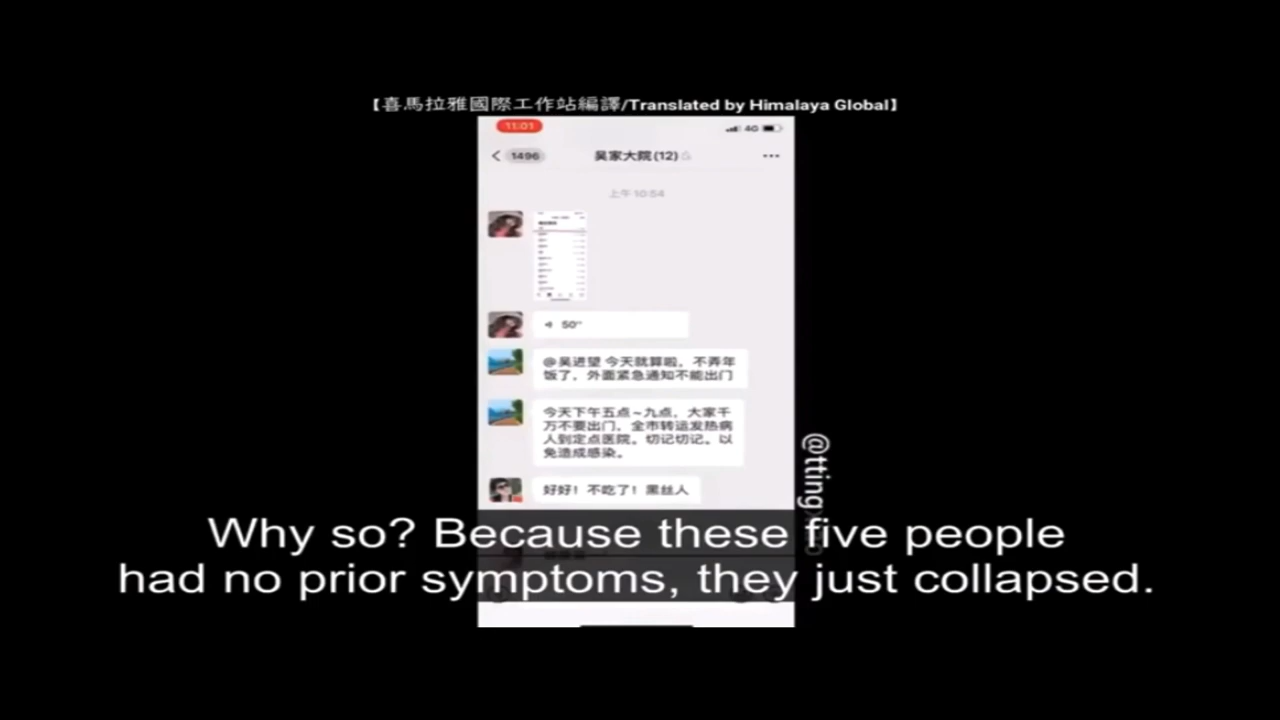 【喜馬拉雅國際工作站編譯/Translated by Himalaya Global】
11:01
4G
1496
吴家大院(12)
上午 10:54
50"
@吴进望 今天就算啦，不弄年
饭了，外面紧急通知不能出门
今天下午五点~九点，大家千
万不要出门，全市转运发热病
人到定点医院。切记切记。以
免造成感染。
好好！不吃了！黑丝人
@tting
Why so? Because these five people
had no prior symptoms, they just collapsed.